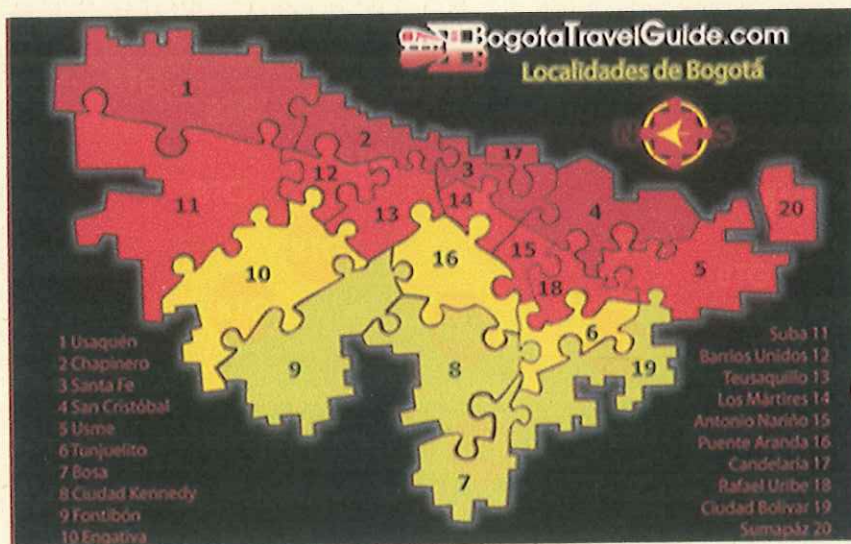 BogotaTravelGuide.com
Localidades de Bogotá
N S
1
2
3
17
12
4
20
11
13
14
15
5
10
16
18
6
9
8
19
7
1 Usaquén
2 Chapinero
3 Santa Fe
4 San Cristóbal
5 Usme
6 Tunjuelito
7 Bosa
8 Ciudad Kennedy
9 Fontibón
10 Engativa
Suba 11
Barrios Unidos 12
Teusaquillo 13
Los Mártires 14
Antonio Nariño 15
Puente Aranda 16
Candelaria 17
Rafael Uribe 18
Ciudad Bolivar 19
Sumapáz 20